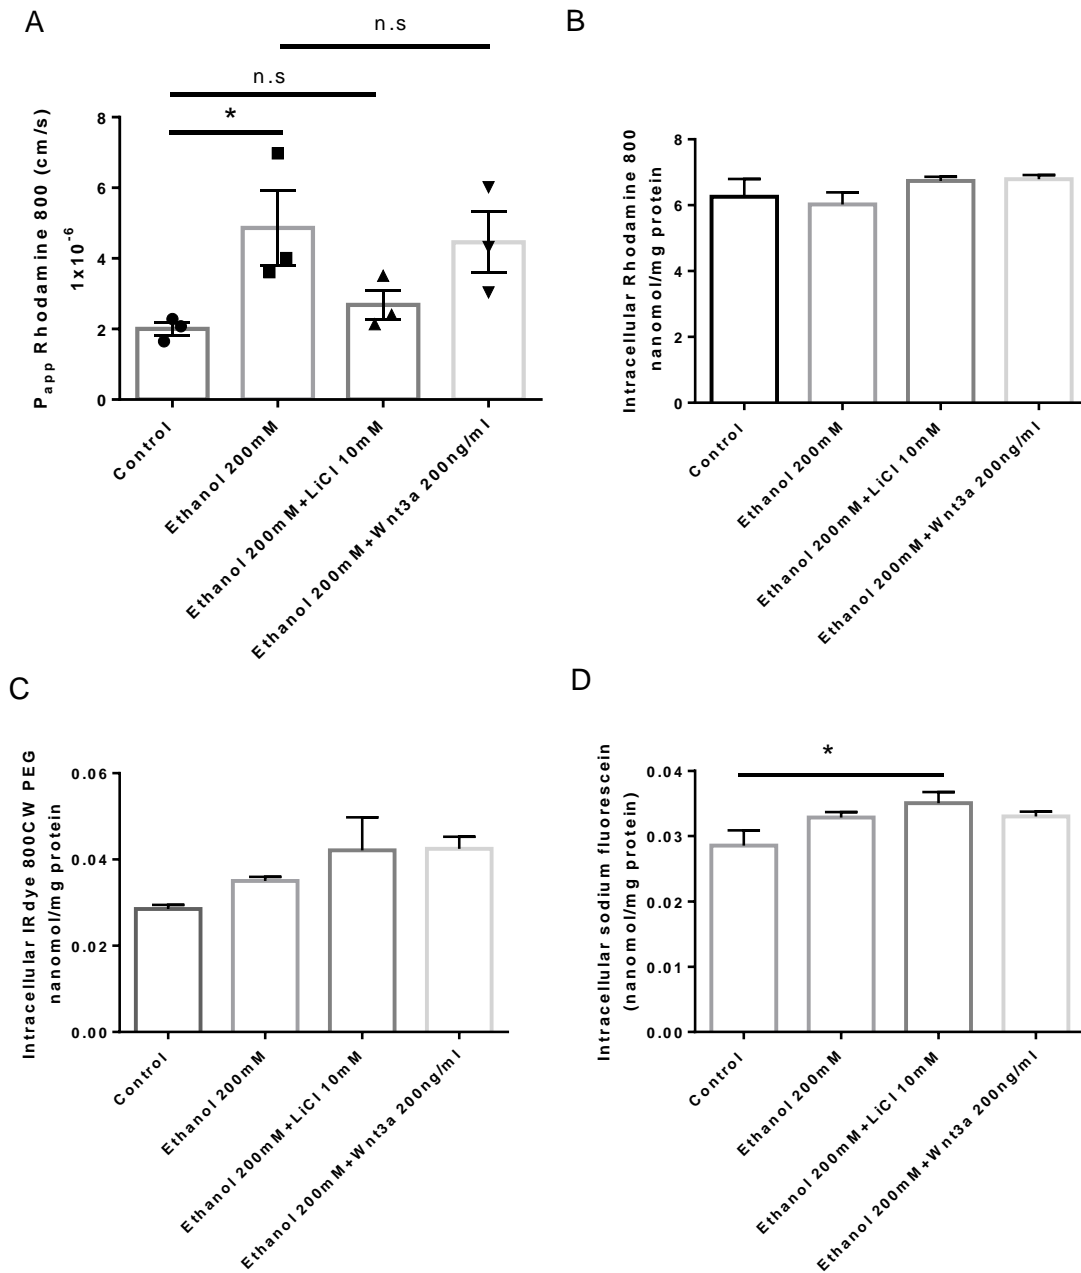 A
n.s
n.s
*
P_app Rhodamine 800 (cm/s)
1x10^-6
8
6
4
2
0
Control
Ethanol 200mM
Ethanol 200mM+LiCl 10mM
Ethanol 200mM+Wnt3a 200ng/ml
B
Intracellular Rhodamine 800
nanomol/mg protein
8
6
4
2
0
Control
Ethanol 200mM
Ethanol 200mM+LiCl 10mM
Ethanol 200mM+Wnt3a 200ng/ml
C
Intracellular IRdye 800CW PEG
nanomol/mg protein
0.06
0.04
0.02
0.00
Control
Ethanol 200mM
Ethanol 200mM+LiCl 10mM
Ethanol 200mM+Wnt3a 200ng/ml
D
*
Intracellular sodium fluorescein
(nanomol/mg protein)
0.04
0.03
0.02
0.01
0.00
Control
Ethanol 200mM
Ethanol 200mM+LiCl 10mM
Ethanol 200mM+Wnt3a 200ng/ml